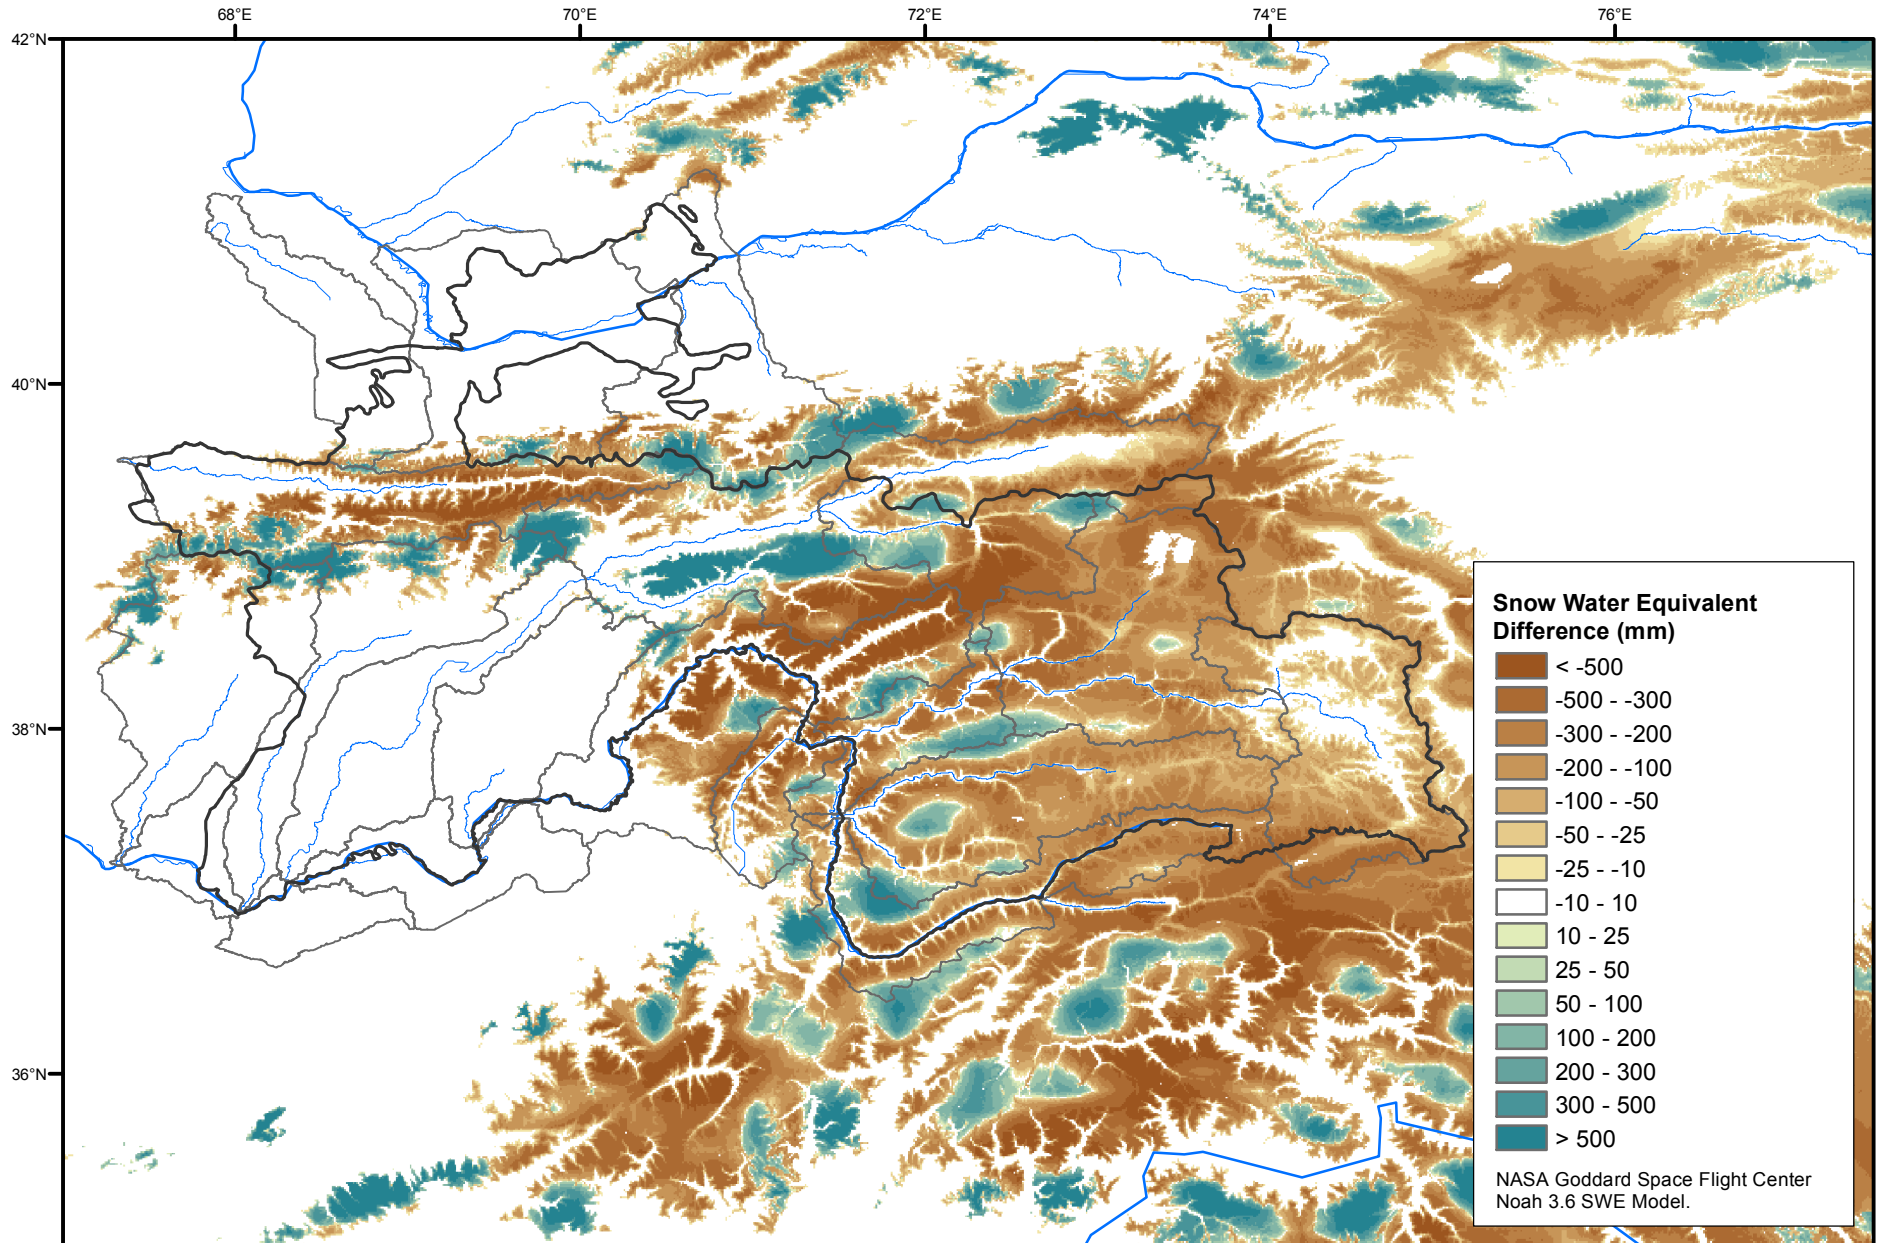 68°E
70°E
72°E
74°E
76°E
42°N
40°N
38°N
36°N
Snow Water Equivalent
Difference (mm)
< -500
-500 - -300
-300 - -200
-200 - -100
-100 - -50
-50 - -25
-25 - -10
-10 - 10
10 - 25
25 - 50
50 - 100
100 - 200
200 - 300
300 - 500
> 500
NASA Goddard Space Flight Center
Noah 3.6 SWE Model.